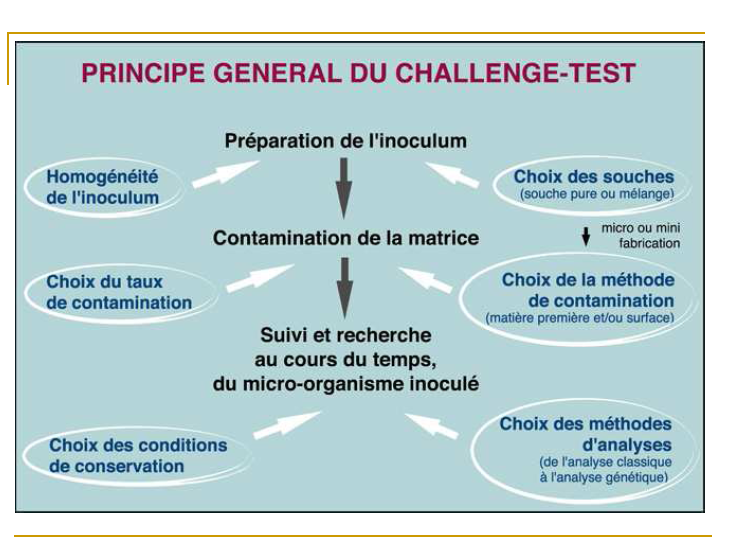 PRINCIPE GENERAL DU CHALLENGE-TEST
Préparation de l'inoculum
Homogénéité
de l'inoculum
Choix des souches
(souche pure ou mélange)
micro ou mini
fabrication
Contamination de la matrice
Choix du taux
de contamination
Choix de la méthode
de contamination
(matière première et/ou surface)
Suivi et recherche
au cours du temps,
du micro-organisme inoculé
Choix des conditions
de conservation
Choix des méthodes
d'analyses
(de l'analyse classique
à l'analyse génétique)